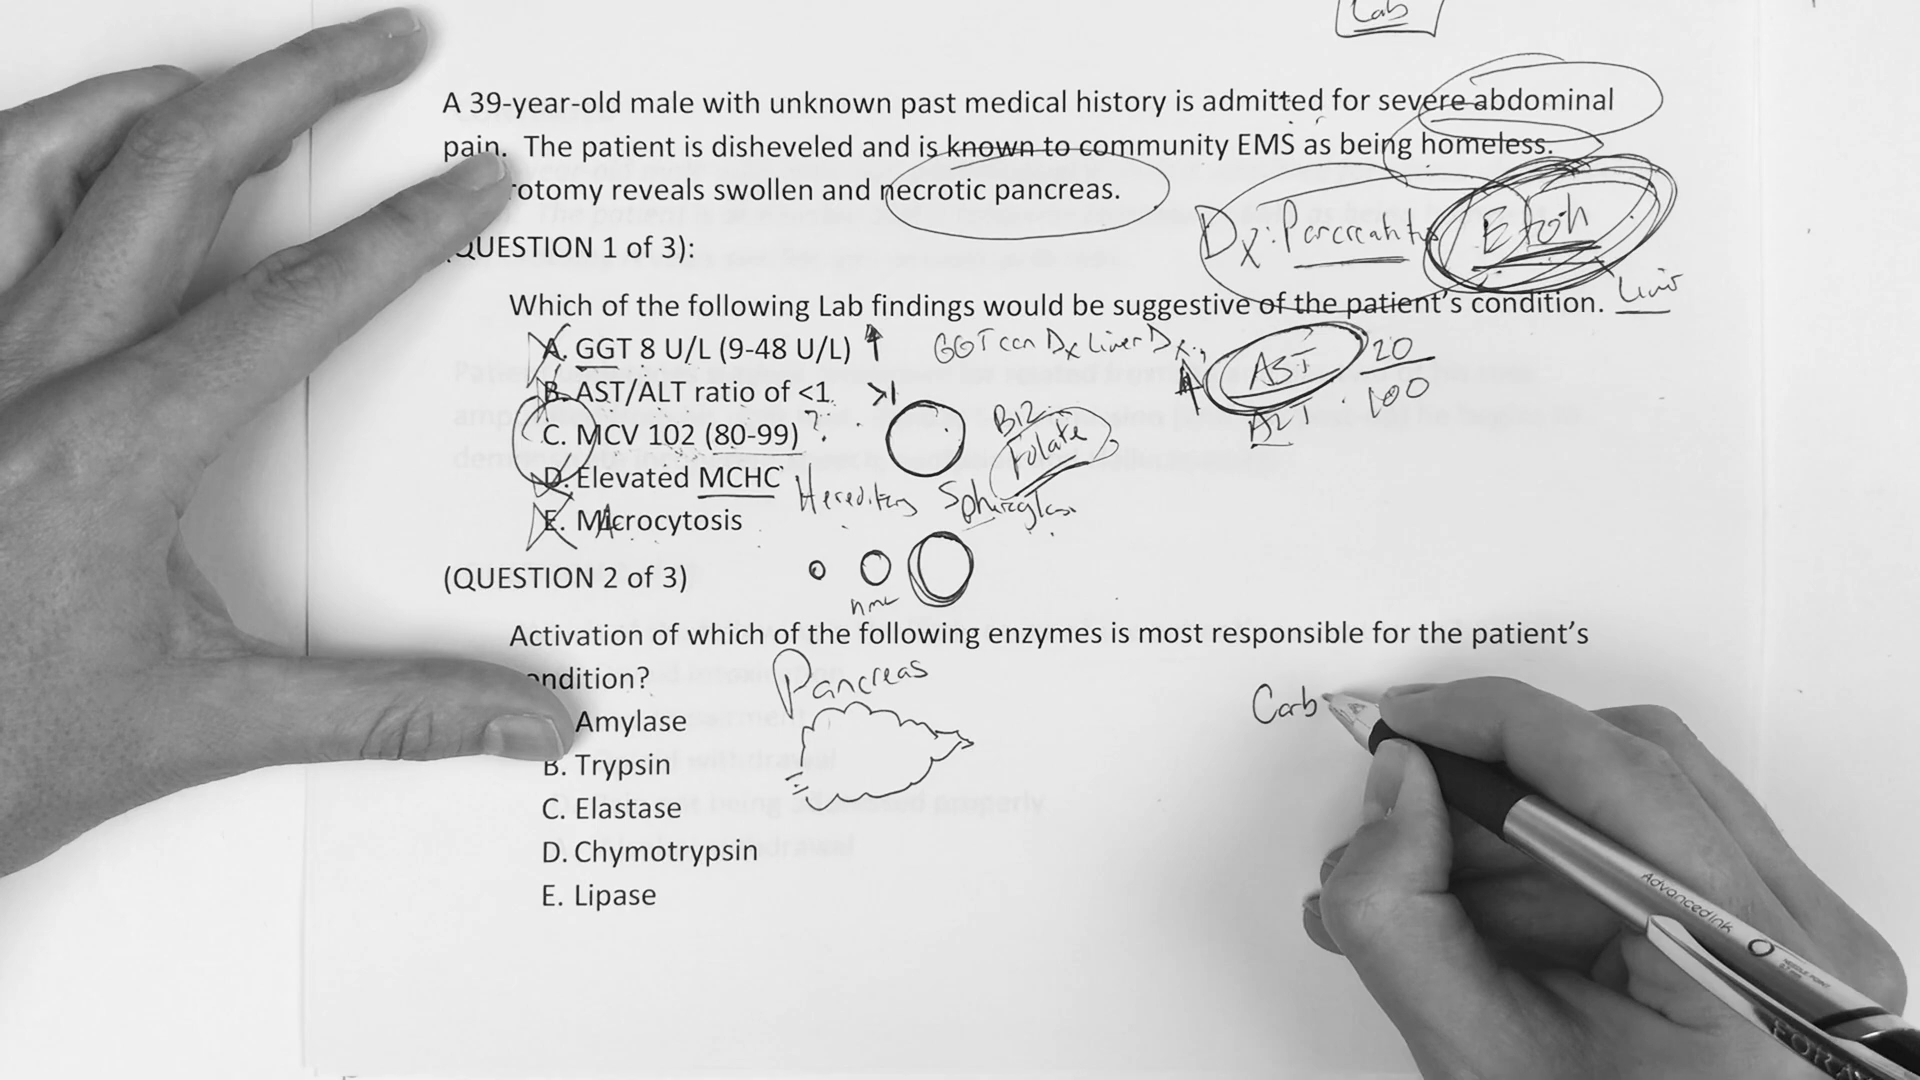 Lab
A 39-year-old male with unknown past medical history is admitted for severe abdominal
pain. The patient is disheveled and is known to community EMS as being homeless.
rotomy reveals swollen and necrotic pancreas.
(QUESTION 1 of 3):
Dx: Pancreatitis Etoh
Which of the following Lab findings would be suggestive of the patient's condition. Liver
A. GGT 8 U/L (9-48 U/L) GGT can Dx Liver Dx., AST 20
B. AST/ALT ratio of <1 >1 ALT 100
C. MCV 102 (80-99) ? B12 Folate
D. Elevated MCHC Hereditary
E. Microcytosis
(QUESTION 2 of 3)
Activation of which of the following enzymes is most responsible for the patient's
ndition?
Pancreas
Carb
Amylase
B. Trypsin
C. Elastase
D. Chymotrypsin
E. Lipase
AdvancedInk
NEEDLE POINT